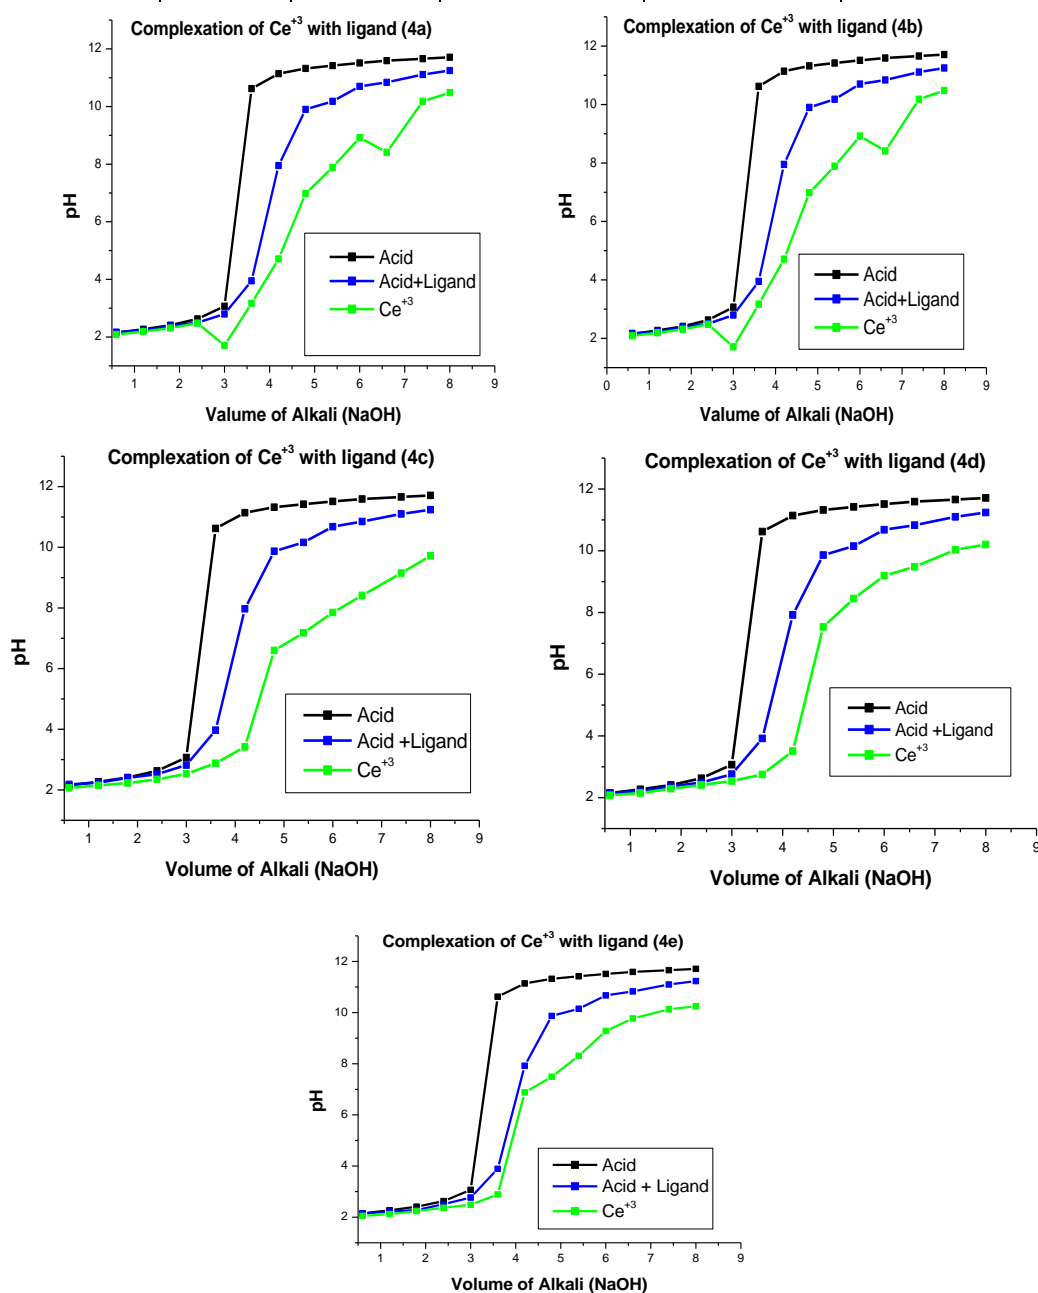 Complexation of Ce+3 with ligand (4a)
12
10
8
6
4
2
pH
Acid
Acid+Ligand
Ce+3
1 2 3 4 5 6 7 8 9
Valume of Alkali (NaOH)
Complexation of Ce+3 with ligand (4b)
12
10
8
6
4
2
pH
Acid
Acid+Ligand
Ce+3
0 1 2 3 4 5 6 7 8 9
Valume of Alkali (NaOH)
Complexation of Ce+3 with ligand (4c)
12
10
8
6
4
2
pH
Acid
Acid +Ligand
Ce+3
1 2 3 4 5 6 7 8 9
Volume of Alkali (NaOH)
Complexation of Ce+3 with ligand (4d)
12
10
8
6
4
2
pH
Acid
Acid +Ligand
Ce+3
1 2 3 4 5 6 7 8 9
Volume of Alkali (NaOH)
Complexation of Ce+3 with ligand (4e)
12
10
8
6
4
2
pH
Acid
Acid + Ligand
Ce+3
1 2 3 4 5 6 7 8 9
Volume of Alkali (NaOH)